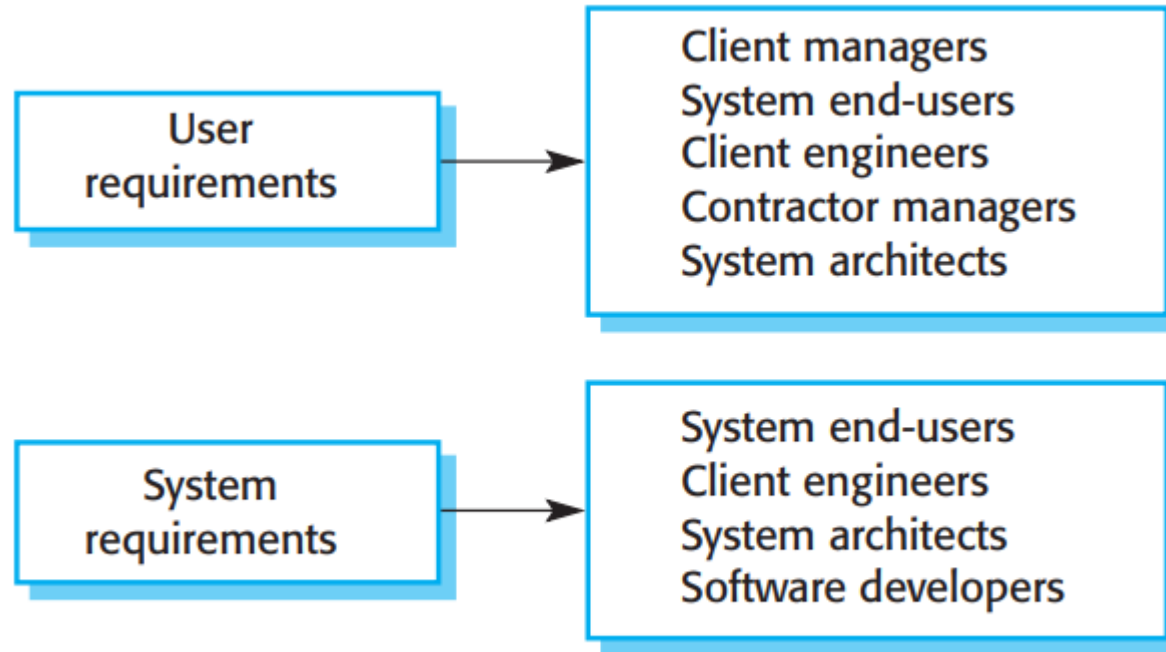 User
requirements
Client managers
System end-users
Client engineers
Contractor managers
System architects
System
requirements
System end-users
Client engineers
System architects
Software developers